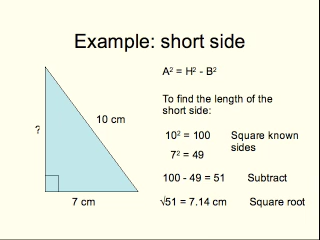 Example: short side
A² = H² - B²
To find the length of the
short side:
10 cm
?
10² = 100 Square known
sides
7² = 49
100 - 49 = 51 Subtract
7 cm
√51 = 7.14 cm Square root